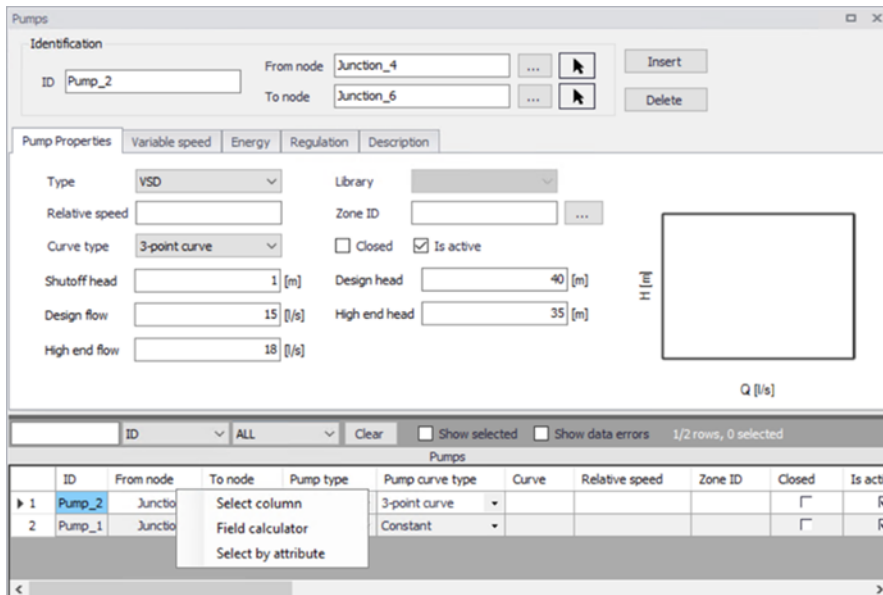 Pumps
Identification
ID Pump_2
From node Junction_4 ... Insert
To node Junction_6 ... Delete
Pump Properties Variable speed Energy Regulation Description
Type VSD Library
Relative speed Zone ID ...
Curve type 3-point curve Closed Is active
Shutoff head 1 [m] Design head 40 [m]
Design flow 15 [l/s] High end head 35 [m]
High end flow 18 [l/s]
H [m]
Q [l/s]
ID ALL Clear Show selected Show data errors 1/2 rows, 0 selected
Pumps
ID From node To node Pump type Pump curve type Curve Relative speed Zone ID Closed Is acti
1 Pump_2 Junctio 3-point curve
2 Pump_1 Junctio Constant
Select column
Field calculator
Select by attribute